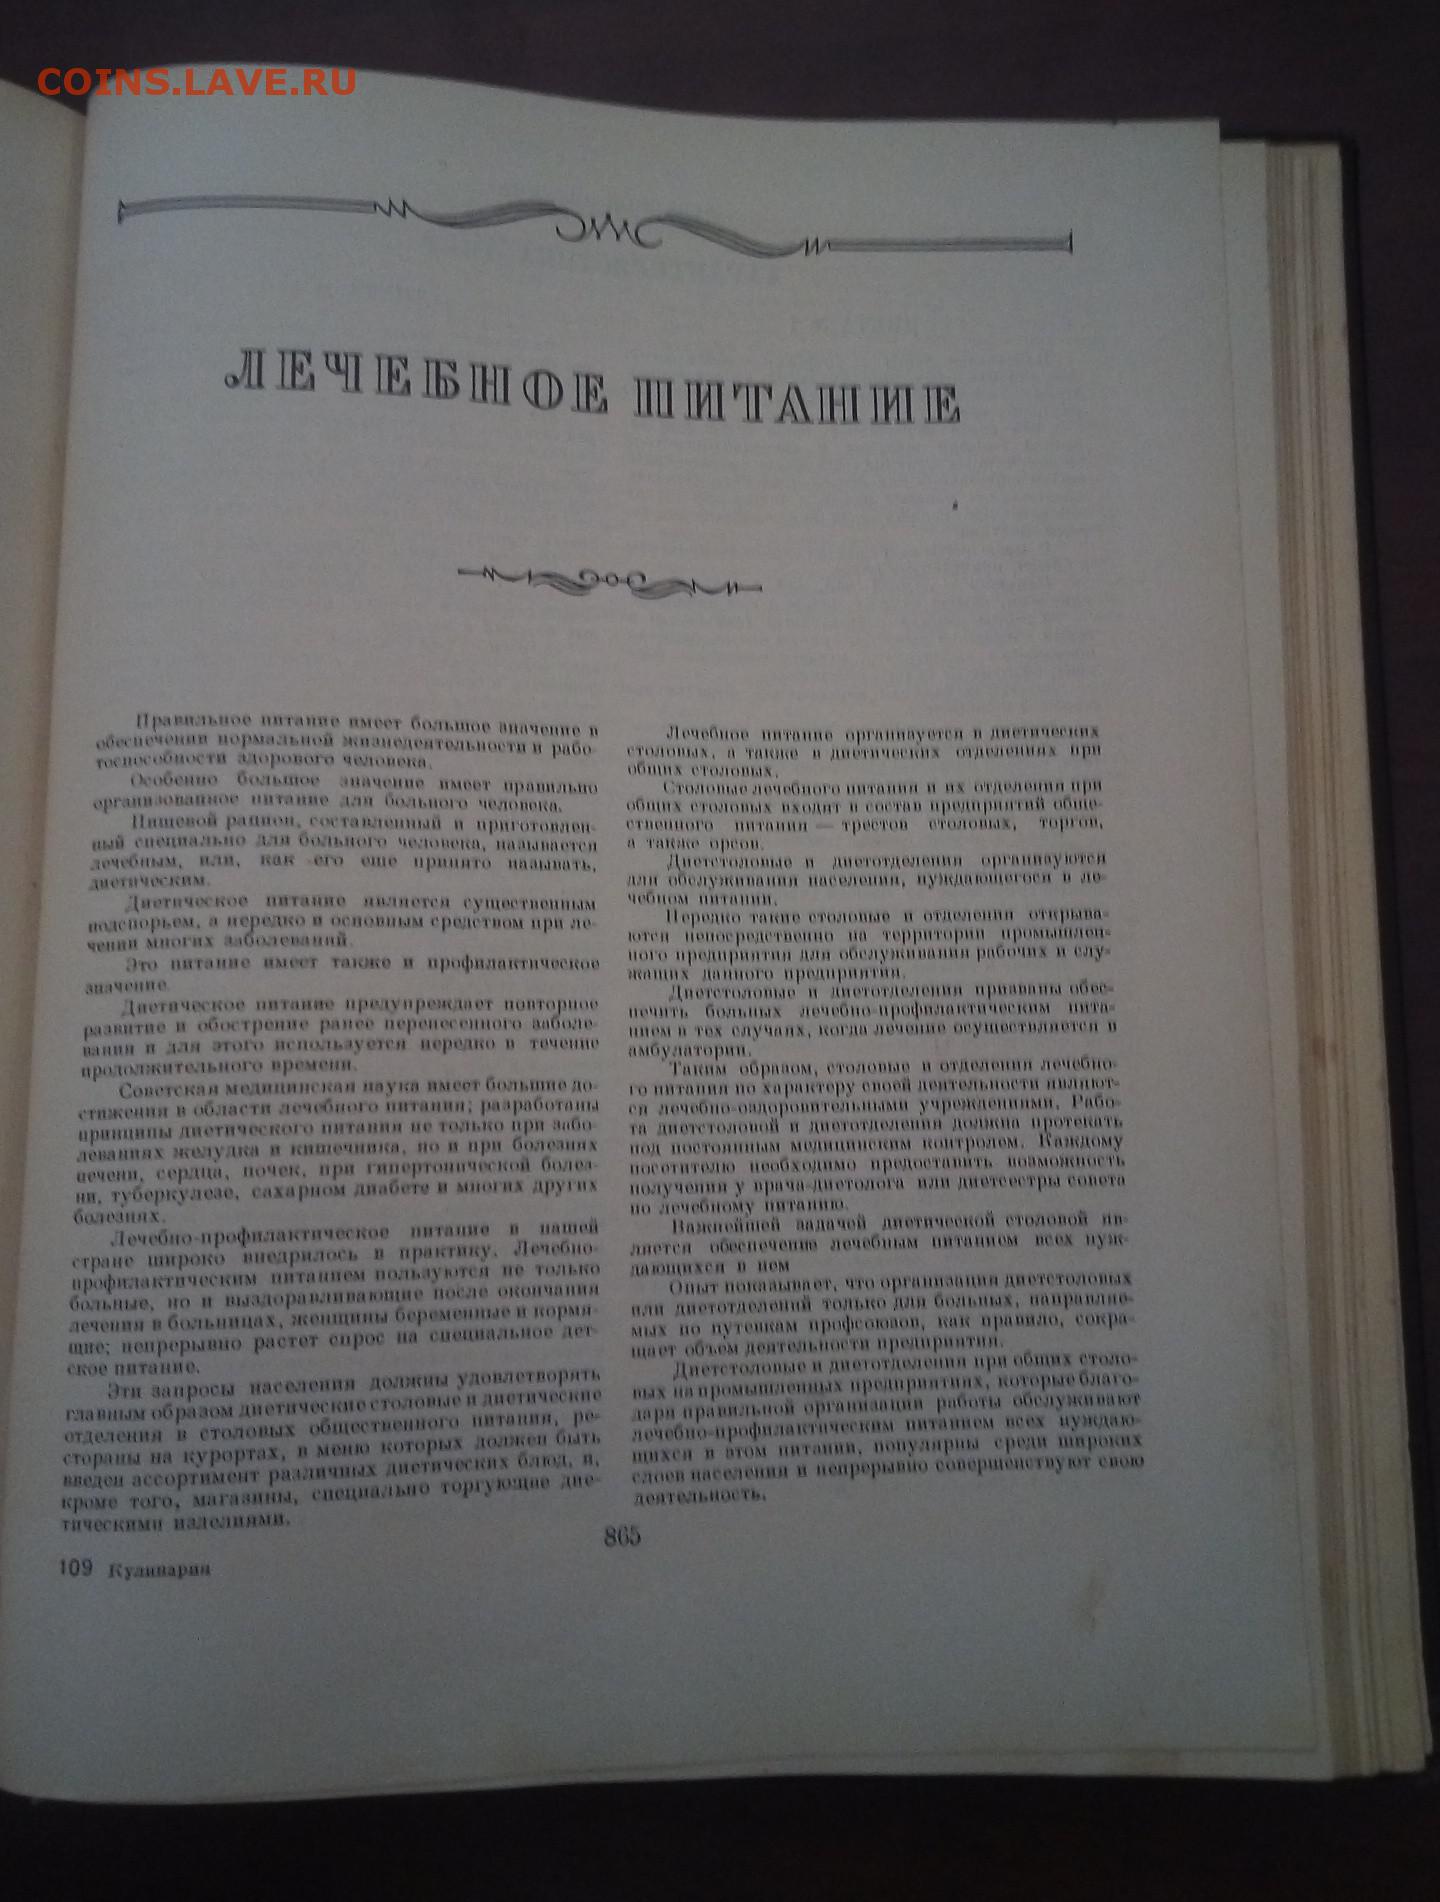 COINS.LAVE.RU
ЛЕЧЕБНОЕ ПИТАНИЕ
Правильное питание имеет большое значение в
обеспечении нормальной жизнедеятельности и рабо-
тоспособности здорового человека.
Особенно большое значение имеет правильно
организованное питание для больного человека.
Пищевой рацион, составленный и приготовлен-
ный специально для больного человека, называется
лечебным, или, как его еще принято называть,
диетическим.
Диетическое питание является существенным
подспорьем, а нередко и основным средством при ле-
чении многих заболеваний.
Это питание имеет также и профилактическое
значение.
Диетическое питание предупреждает повторное
развитие и обострение ранее перенесенного заболе-
вания и для этого используется нередко в течение
продолжительного времени.
Советская медицинская наука имеет большие до-
стижения в области лечебного питания; разработаны
принципы диетического питания не только при забо-
леваниях желудка и кишечника, но и при болезнях
печени, сердца, почек, при гипертонической болез-
ни, туберкулезе, сахарном диабете и многих других
болезнях.
Лечебно-профилактическое питание в нашей
стране широко внедрилось в практику. Лечебно-
профилактическим питанием пользуются не только
больные, но и выздоравливающие после окончания
лечения в больницах, женщины беременные и кормя-
щие; непрерывно растет спрос на специальное дет-
ское питание.
Эти запросы населения должны удовлетворять
главным образом диетические столовые и диетические
отделения в столовых общественного питания, ре-
стораны на курортах, в меню которых должен быть
введен ассортимент различных диетических блюд, и,
кроме того, магазины, специально торгующие дие-
тическими изделиями.
Лечебное питание организуется в диетических
столовых, а также в диетических отделениях при
общих столовых.
Столовые лечебного питания и их отделения при
общих столовых входят в состав предприятий обще-
ственного питания — трестов столовых, торгов,
а также орсов.
Диетстоловые и диетотделения организуются
для обслуживания населения, нуждающегося в ле-
чебном питании.
Нередко такие столовые и отделения открыва-
ются непосредственно на территории промышлен-
ного предприятия для обслуживания рабочих и слу-
жащих данного предприятия.
Диетстоловые и диетотделения призваны обес-
печить больных лечебно-профилактическим пита-
нием в тех случаях, когда лечение осуществляется в
амбулатории.
Таким образом, столовые и отделения лечебно-
го питания по характеру своей деятельности являют-
ся лечебно-оздоровительными учреждениями. Рабо-
та диетстоловой и диетотделения должна протекать
под постоянным медицинским контролем. Каждому
посетителю необходимо предоставить возможность
получения у врача-диетолога или диетсестры совета
по лечебному питанию.
Важнейшей задачей диетической столовой яв-
ляется обеспечение лечебным питанием всех нуж-
дающихся в нем
Опыт показывает, что организация диетстоловых
или диетотделений только для больных, направляе-
мых по путевкам профсоюзов, как правило, сокра-
щает объем деятельности предприятия.
Диетстоловые и диетотделения при общих столо-
вых на промышленных предприятиях, которые благо-
даря правильной организации работы обслуживают
лечебно-профилактическим питанием всех нуждаю-
щихся в этом питании, популярны среди широких
слоев населения и непрерывно совершенствуют свою
деятельность.
865
109 Кулинария